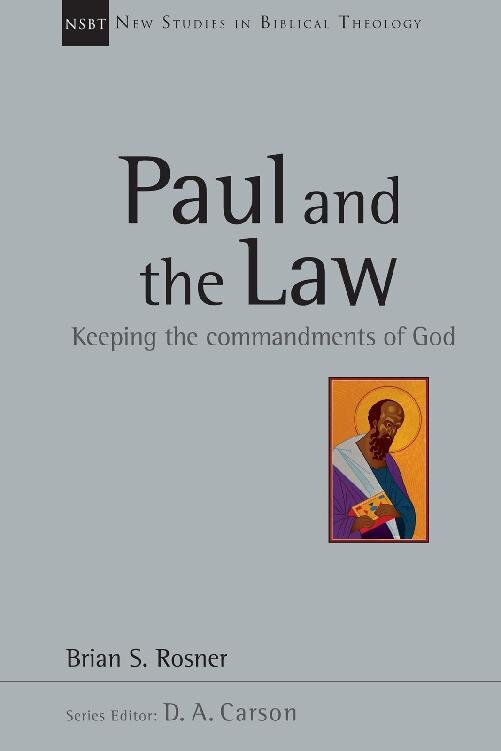 NSBT New Studies in Biblical Theology
Paul and
the Law
Keeping the commandments of God
Brian S. Rosner
Series Editor: D. A. Carson